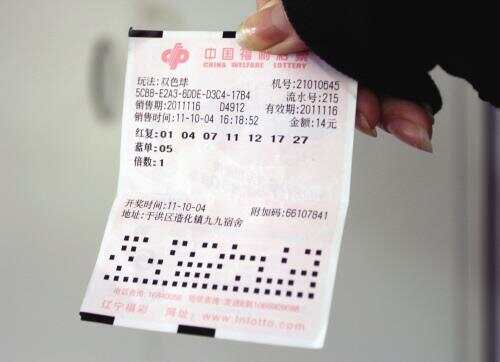 中国福利彩票
CHINA WELFARE LOTTERY
玩法:双色球 机号:21010645
5CB8-E2A3-6DDE-D3C4-17B4 流水号:215
销售期:2011116 D4912 有效期:2011116
销售时间:11-10-04 16:18:52 金额:14元
红复:01 04 07 11 12 17 27
蓝单:05
倍数:1
开奖时间:11-10-04 附加码:66107841
地址:于洪区造化镇九九宿舍
辽宁福彩 网址: www.lnlotto.com